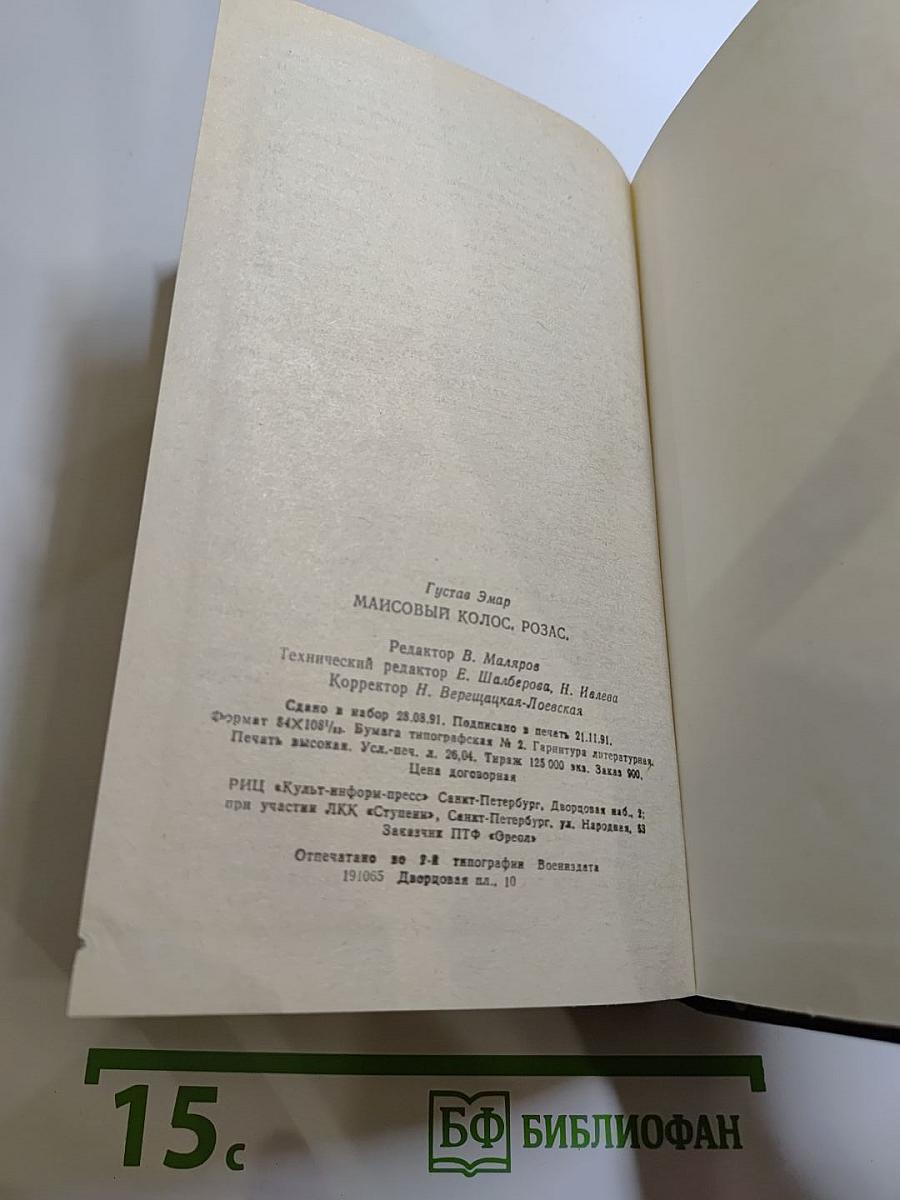 Густав Эмар
МАИСОВЫЙ КОЛОС. РОЗАС.
Редактор В. Маляров
Технический редактор Е. Шалберова, Н. Ивлева
Корректор Н. Верещацкая-Лоевская
Сдано в набор 28.08.91. Подписано в печать 21.11.91.
Формат 84X108¹/₃₂. Бумага типографская № 2. Гарнитура литературная.
Печать высокая. Усл.-печ. л. 26,04. Тираж 125 000 экз. Заказ 900.
Цена договорная
РИЦ «Культ-информ-пресс» Санкт-Петербург, Дворцовая наб., 2;
при участии ЛКК «Ступени», Санкт-Петербург, ул. Народная, 53
Заказчик ПТФ «Ореол»
Отпечатано во 2-й типографии Воениздата
191065 Дворцовая пл., 10
15 с
БФ БИБЛИОФАН